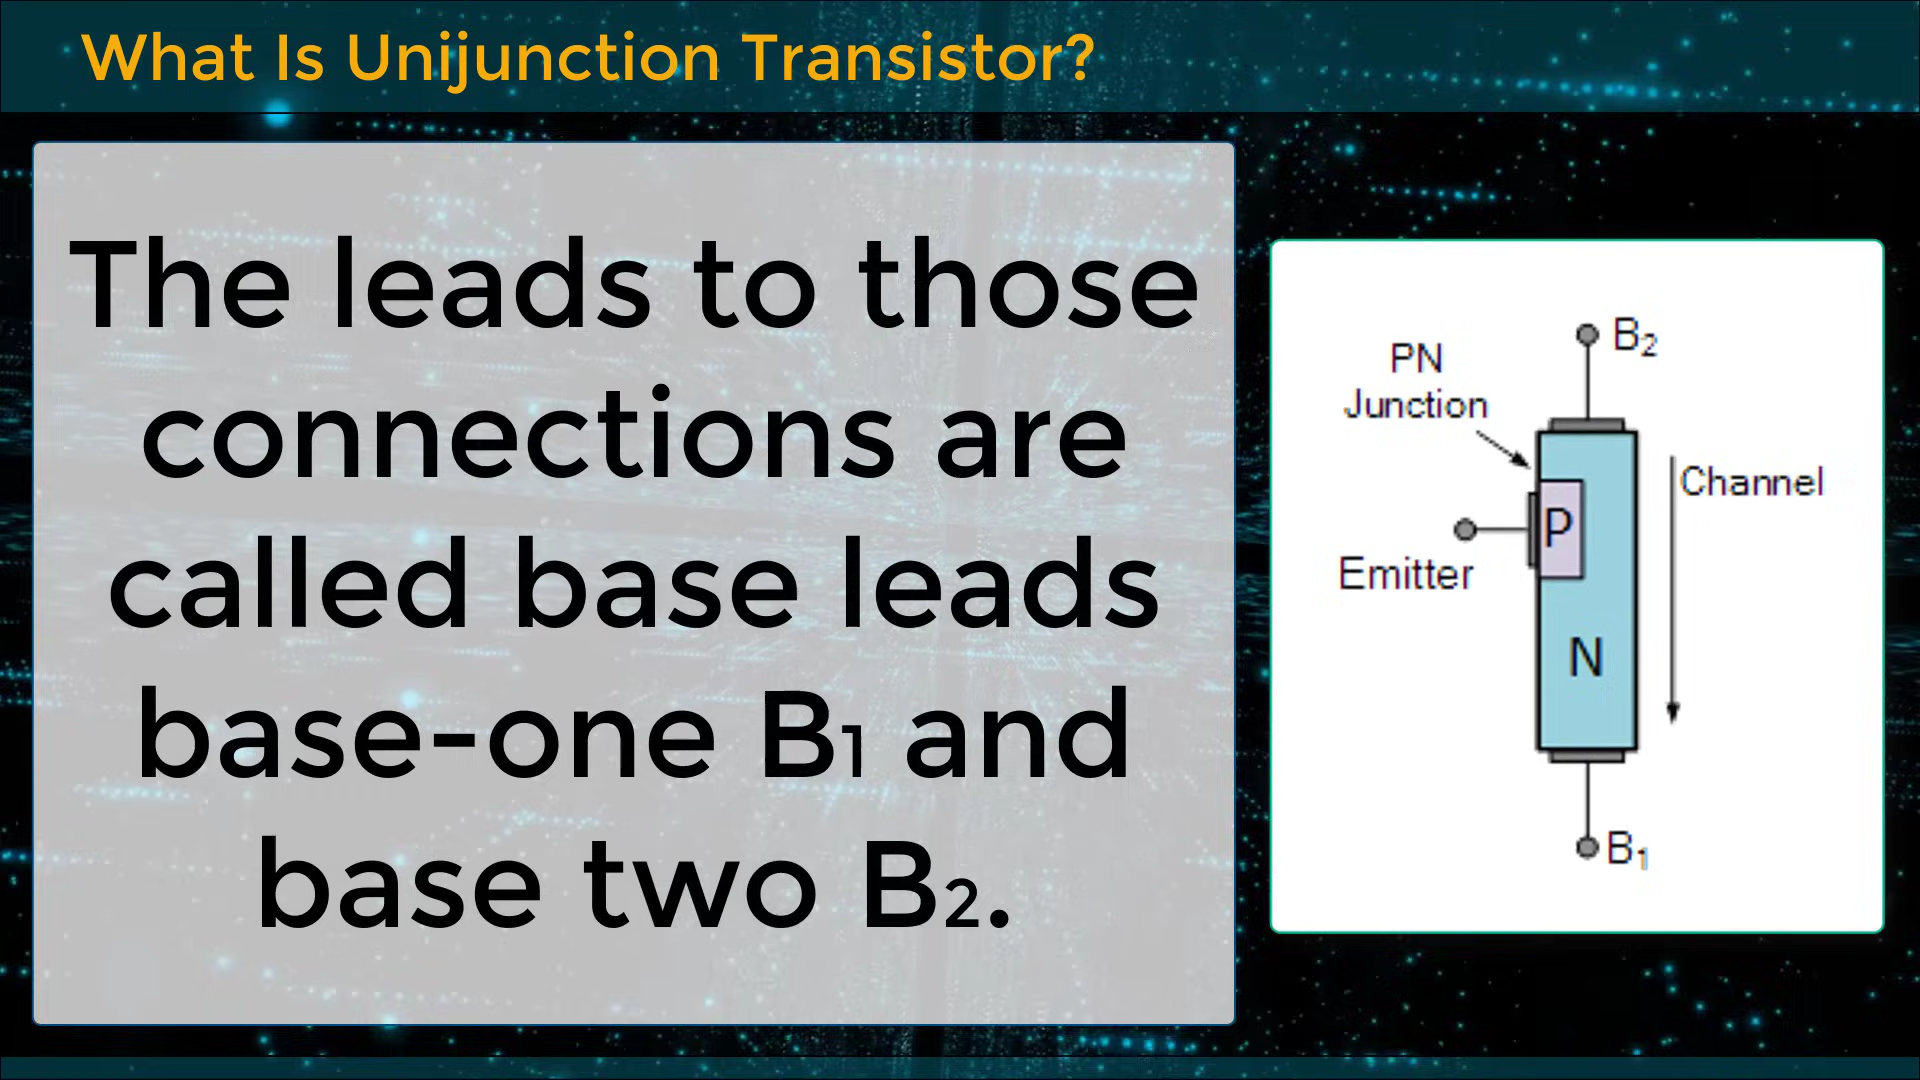 What Is Unijunction Transistor?
The leads to those
connections are
called base leads
base-one B₁ and
base two B₂.
B₂
PN
Junction
Channel
P
Emitter
N
B₁